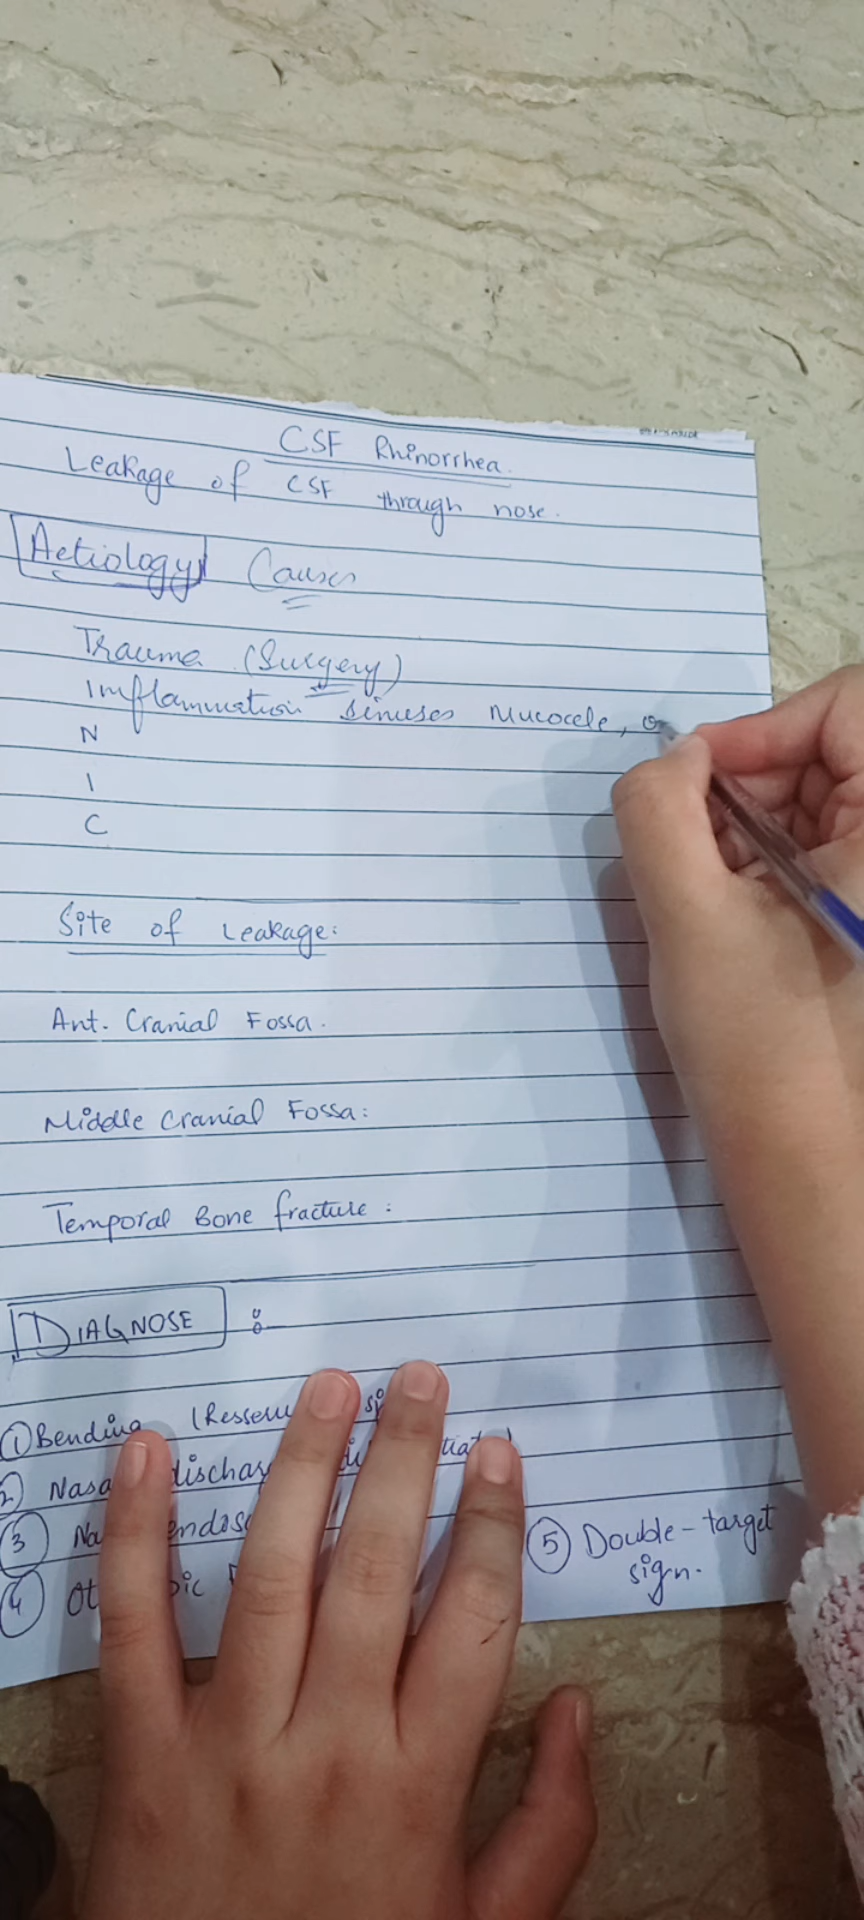 CSF Rhinorrhea.
Leakage of CSF through nose.
Aetiology Causes
Trauma (Surgery)
Inflammation sinuses Mucocele,
N
I
C
Site of Leakage:
Ant. Cranial Fossa.
Middle Cranial Fossa:
Temporal Bone fracture :
DIAGNOSE :
① Bending
2
3
4
⑤ Double-target
sign.